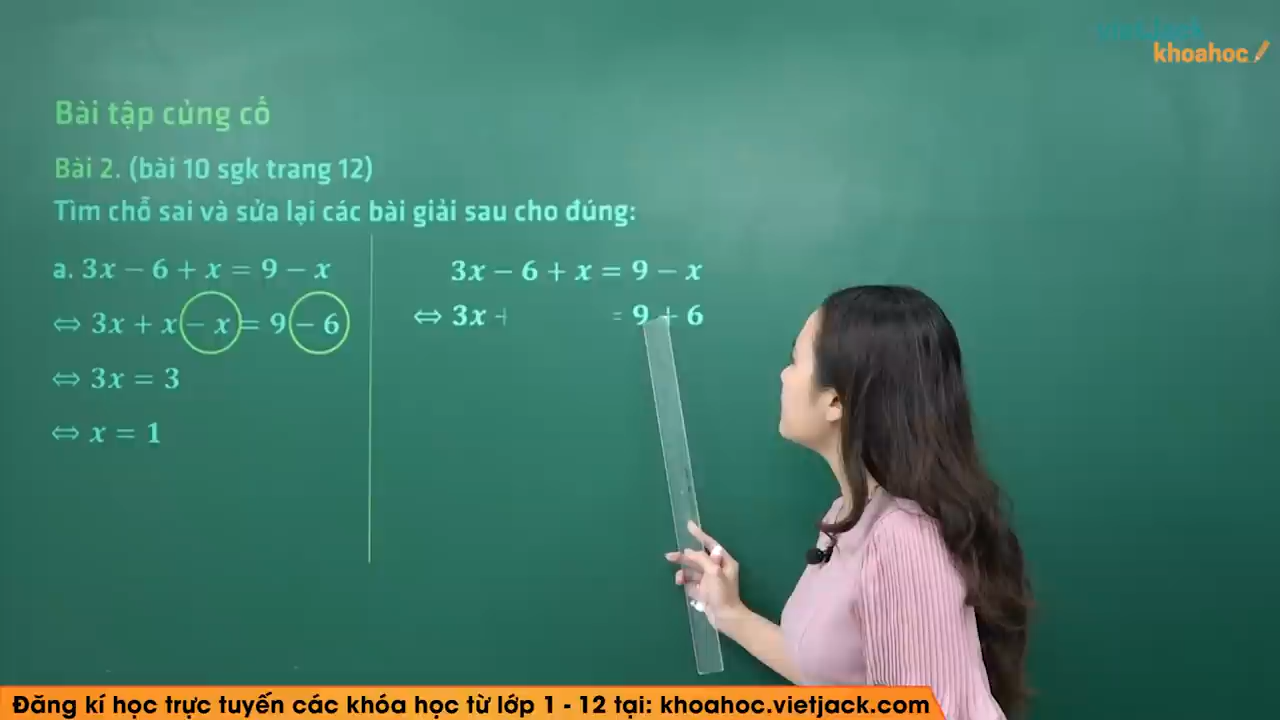 vietJack
khoahoc
Bài tập củng cố
Bài 2. (bài 10 sgk trang 12)
Tìm chỗ sai và sửa lại các bài giải sau cho đúng:
a. 3x − 6 + x = 9 − x
⇔ 3x + x − x = 9 − 6
⇔ 3x = 3
⇔ x = 1
3x − 6 + x = 9 − x
⇔ 3x + = 9 + 6
Đăng kí học trực tuyến các khóa học từ lớp 1 - 12 tại: khoahoc.vietjack.com